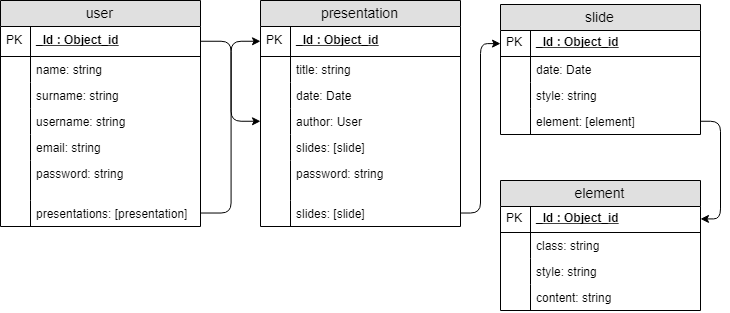 user
PK _Id : Object_id
name: string
surname: string
username: string
email: string
password: string
presentations: [presentation]
presentation
PK _Id : Object_id
title: string
date: Date
author: User
slides: [slide]
password: string
slides: [slide]
slide
PK _Id : Object_id
date: Date
style: string
element: [element]
element
PK _Id : Object_id
class: string
style: string
content: string